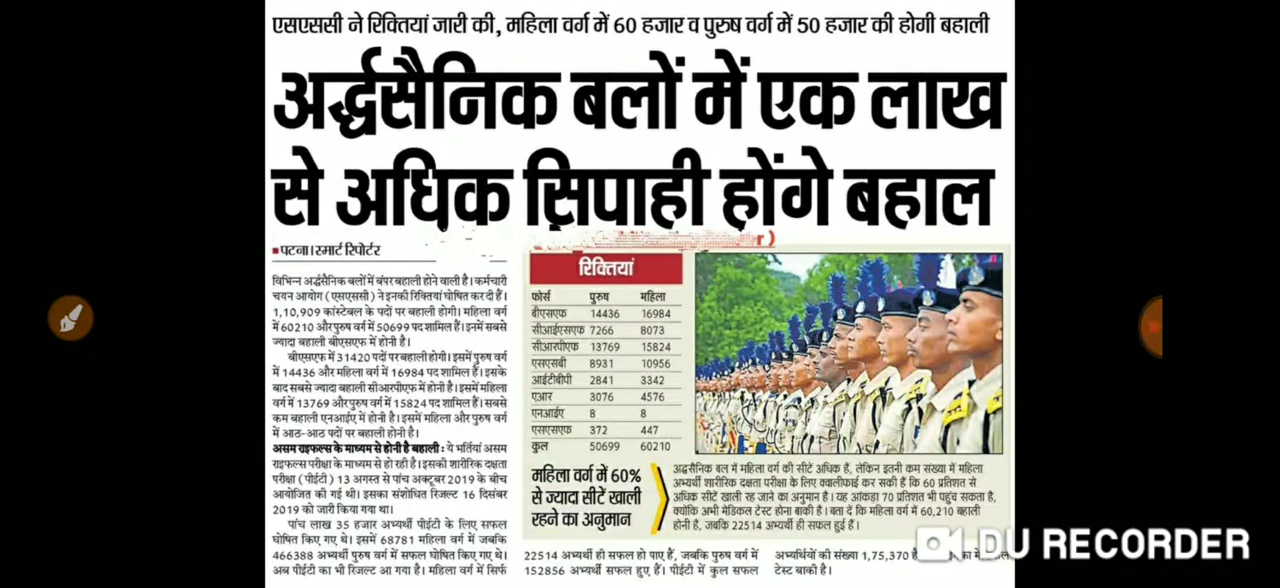 एसएससी ने रिक्तियां जारी की, महिला वर्ग में 60 हजार व पुरुष वर्ग में 50 हजार की होगी बहाली
अर्द्धसैनिक बलों में एक लाख
से अधिक सिपाही होंगे बहाल
पटना। स्मार्ट रिपोर्टर
विभिन्न अर्द्धसैनिक बलों में बंपर बहाली होने वाली है। कर्मचारी
चयन आयोग (एसएससी) ने इनकी रिक्तियां घोषित कर दी हैं।
1,10,909 कांस्टेबल के पदों पर बहाली होगी। महिला वर्ग
में 60210 और पुरुष वर्ग में 50699 पद शामिल हैं। इनमें सबसे
ज्यादा बहाली बीएसएफ में होनी है।
बीएसएफ में 31420 पदों पर बहाली होगी। इसमें पुरुष वर्ग
में 14436 और महिला वर्ग में 16984 पद शामिल हैं। इसके
बाद सबसे ज्यादा बहाली सीआरपीएफ में होनी है। इसमें महिला
वर्ग में 13769 और पुरुष वर्ग में 15824 पद शामिल हैं। सबसे
कम बहाली एनआईए में होनी है। इसमें महिला और पुरुष वर्ग
में आठ-आठ पदों पर बहाली होनी है।
असम राइफल्स के माध्यम से होनी है बहाली : ये भर्तियां असम
राइफल्स परीक्षा के माध्यम से हो रही है। इसकी शारीरिक दक्षता
परीक्षा (पीईटी) 13 अगस्त से पांच अक्टूबर 2019 के बीच
आयोजित की गई थी। इसका संशोधित रिजल्ट 16 दिसंबर
2019 को जारी किया गया था।
पांच लाख 35 हजार अभ्यर्थी पीईटी के लिए सफल
घोषित किए गए थे। इसमें 68781 महिला वर्ग में जबकि
466388 अभ्यर्थी पुरुष वर्ग में सफल घोषित किए गए थे।
अब पीईटी का भी रिजल्ट आ गया है। महिला वर्ग में सिर्फ
रिक्तियां
फोर्स पुरुष महिला
बीएसएफ 14436 16984
सीआईएसएफ 7266 8073
सीआरपीएफ 13769 15824
एसएसबी 8931 10956
आईटीबीपी 2841 3342
एआर 3076 4576
एनआईए 8 8
एसएसएफ 372 447
कुल 50699 60210
महिला वर्ग में 60%
से ज्यादा सीटें खाली
रहने का अनुमान
अर्द्धसैनिक बल में महिला वर्ग की सीटें अधिक हैं, लेकिन इतनी कम संख्या में महिला
अभ्यर्थी शारीरिक दक्षता परीक्षा के लिए क्वालीफाई कर सकी हैं कि 60 प्रतिशत से
अधिक सीटें खाली रह जाने का अनुमान है। यह आंकड़ा 70 प्रतिशत भी पहुंच सकता है,
क्योंकि अभी मेडिकल टेस्ट होना बाकी है। बता दें कि महिला वर्ग में 60,210 बहाली
होनी है, जबकि 22514 अभ्यर्थी ही सफल हुई हैं।
22514 अभ्यर्थी ही सफल हो पाए हैं, जबकि पुरुष वर्ग में
152856 अभ्यर्थी सफल हुए हैं। पीईटी में कुल सफल
अभ्यर्थियों की संख्या 1,75,370 है
टेस्ट बाकी है।
DU RECORDER